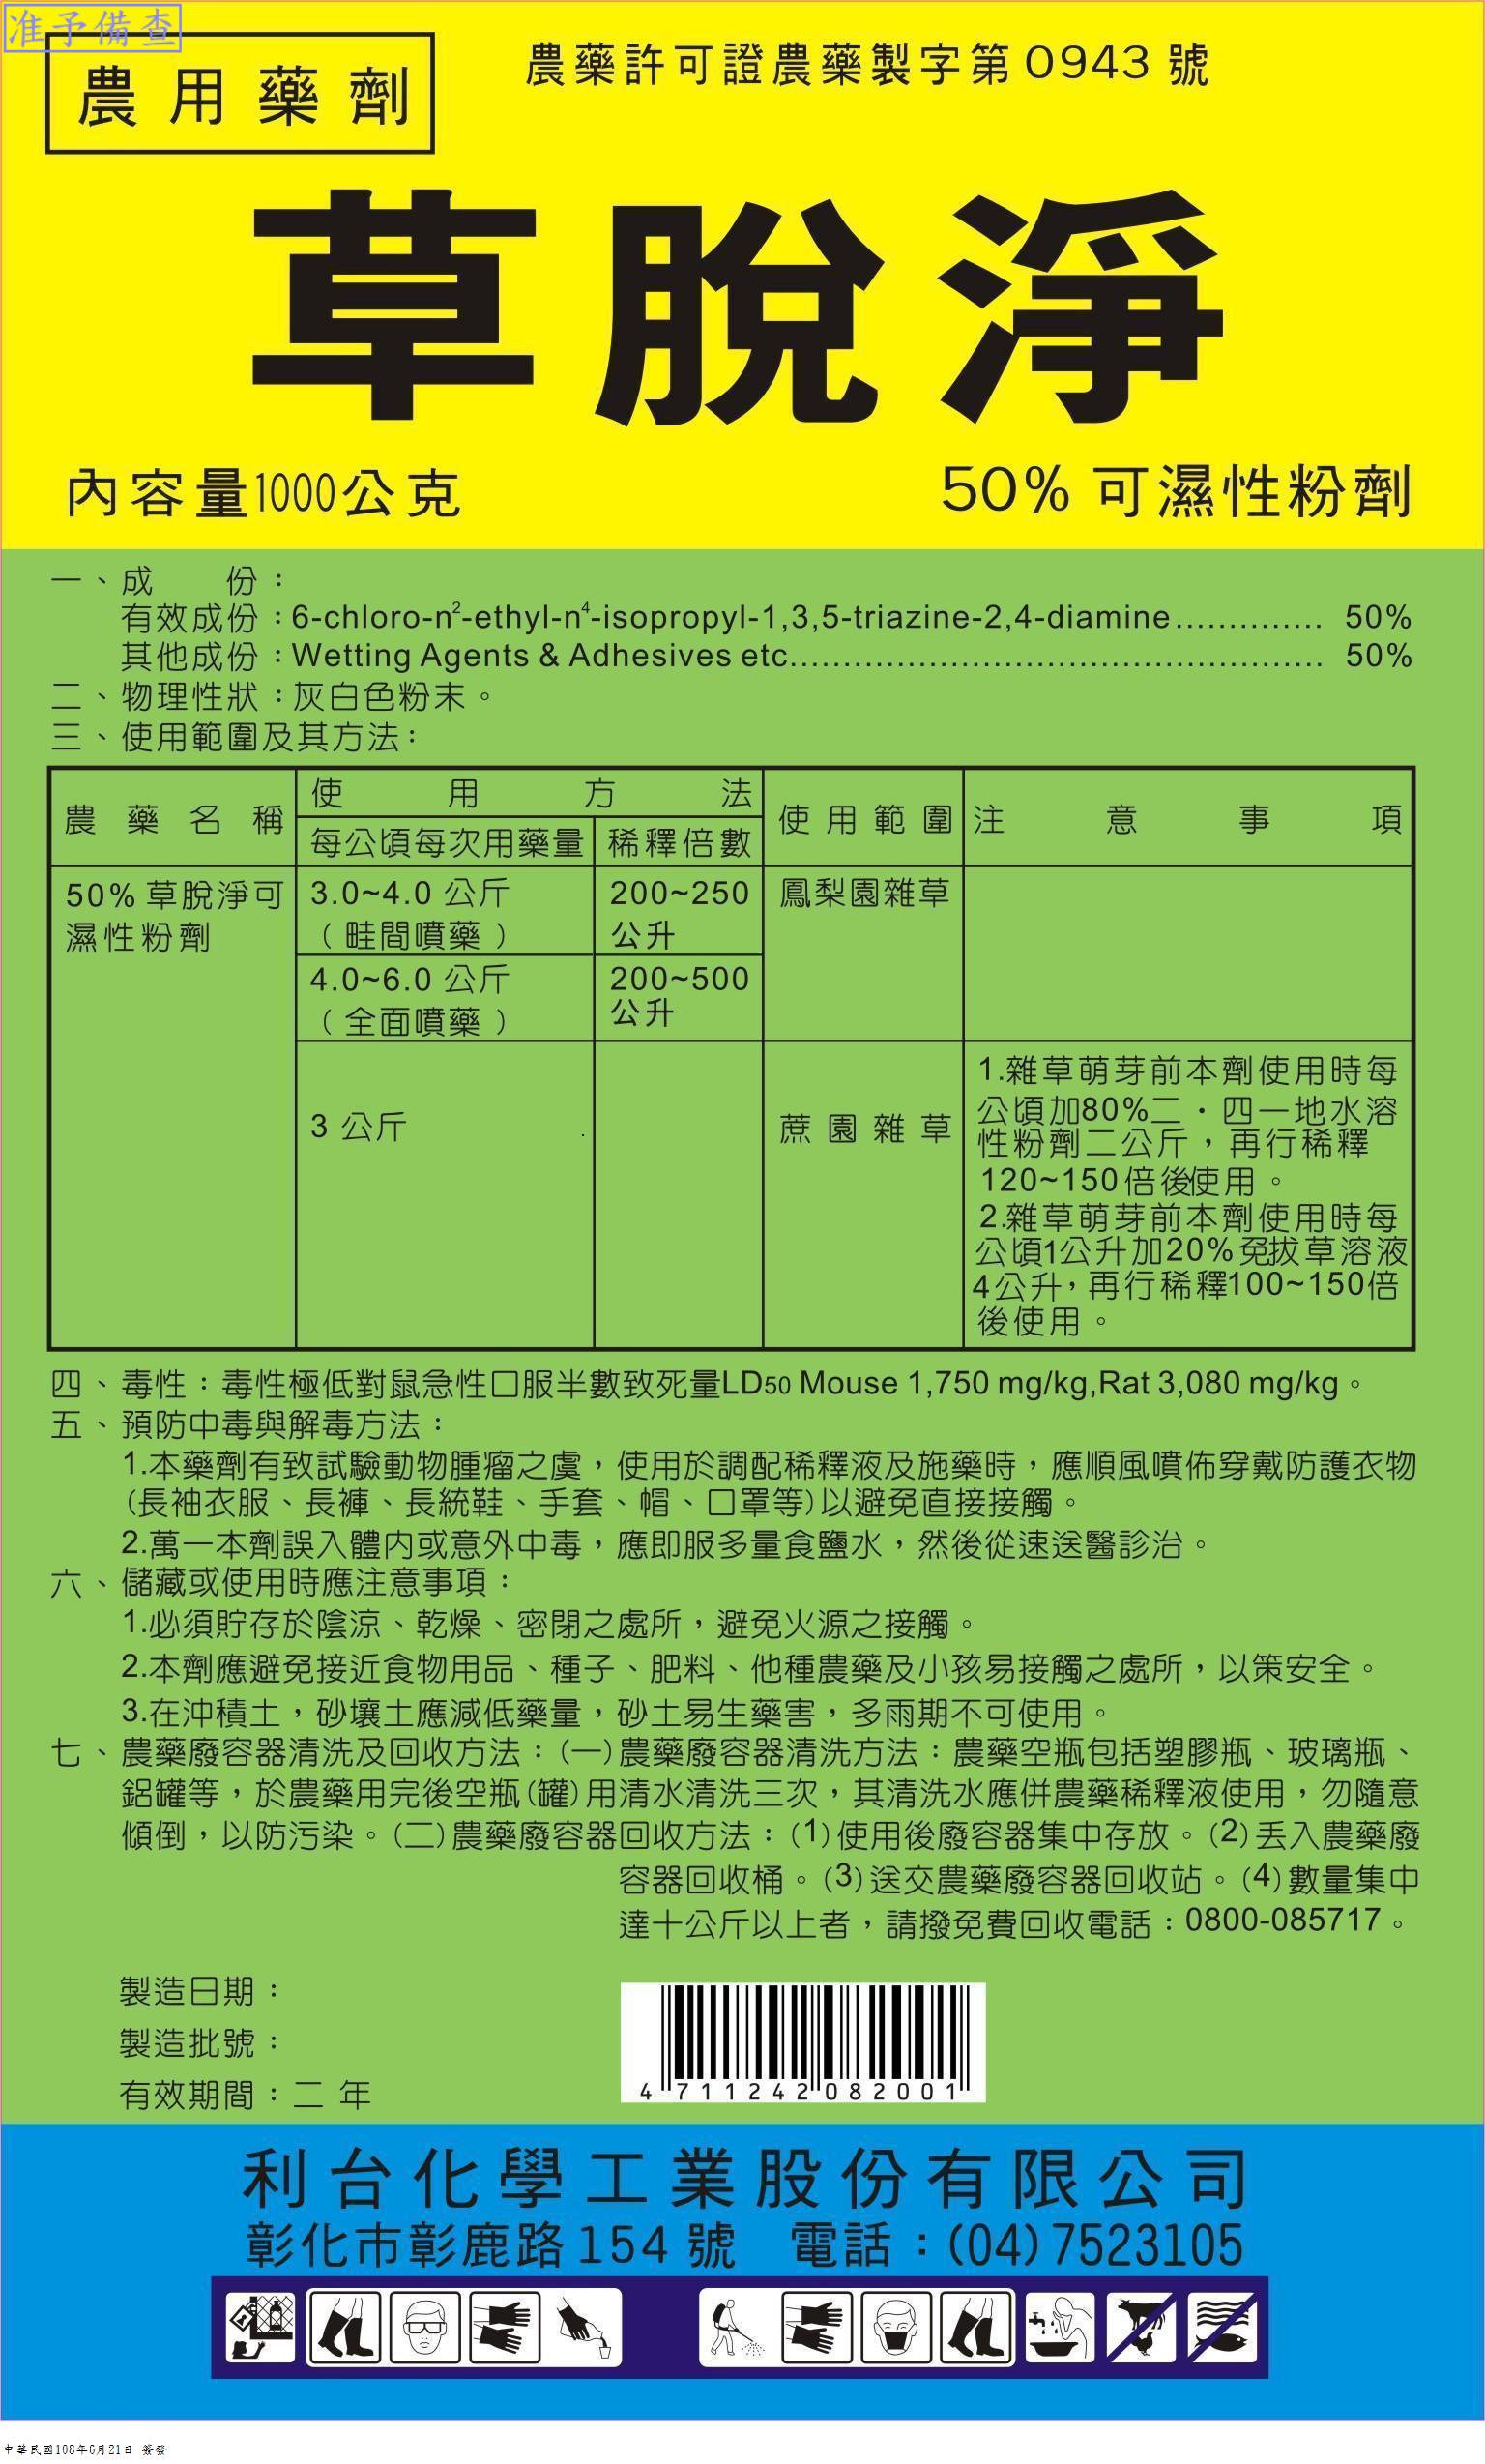 准予備查
農用藥劑
農藥許可證農藥製字第0943號
草脫淨
內容量1000公克
50% 可濕性粉劑
一、成　　份：
有效成份：6-chloro-n²-ethyl-n⁴-isopropyl-1,3,5-triazine-2,4-diamine.............. 50%
其他成份：Wetting Agents & Adhesives etc.................................................. 50%
二、物理性狀：灰白色粉末。
三、使用範圍及其方法：
農藥名稱
使用方法
每公頃每次用藥量
稀釋倍數
使用範圍
注意事項
50% 草脫淨可
濕性粉劑
3.0~4.0 公斤
（畦間噴藥）
200~250
公升
鳳梨園雜草
4.0~6.0 公斤
（全面噴藥）
200~500
公升
3 公斤
蔗園雜草
1.雜草萌芽前本劑使用時每
公頃加80%二·四一地水溶
性粉劑二公斤，再行稀釋
120~150倍後使用。
2.雜草萌芽前本劑使用時每
公頃1公升加20%免拔草溶液
4公升，再行稀釋100~150倍
後使用。
四、毒性：毒性極低對鼠急性口服半數致死量LD50 Mouse 1,750 mg/kg,Rat 3,080 mg/kg。
五、預防中毒與解毒方法：
1.本藥劑有致試驗動物腫瘤之虞，使用於調配稀釋液及施藥時，應順風噴佈穿戴防護衣物
(長袖衣服、長褲、長統鞋、手套、帽、口罩等)以避免直接接觸。
2.萬一本劑誤入體內或意外中毒，應即服多量食鹽水，然後從速送醫診治。
六、儲藏或使用時應注意事項：
1.必須貯存於陰涼、乾燥、密閉之處所，避免火源之接觸。
2.本劑應避免接近食物用品、種子、肥料、他種農藥及小孩易接觸之處所，以策安全。
3.在沖積土，砂壤土應減低藥量，砂土易生藥害，多雨期不可使用。
七、農藥廢容器清洗及回收方法：(一)農藥廢容器清洗方法：農藥空瓶包括塑膠瓶、玻璃瓶、
鋁罐等，於農藥用完後空瓶(罐)用清水清洗三次，其清洗水應併農藥稀釋液使用，勿隨意
傾倒，以防污染。(二)農藥廢容器回收方法：(1)使用後廢容器集中存放。(2)丟入農藥廢
容器回收桶。(3)送交農藥廢容器回收站。(4)數量集中
達十公斤以上者，請撥免費回收電話：0800-085717。
製造日期：
製造批號：
有效期間：二 年
4 711242 082001
利台化學工業股份有限公司
彰化市彰鹿路154號　電話：(04)7523105
中華民國108年6月21日 簽發